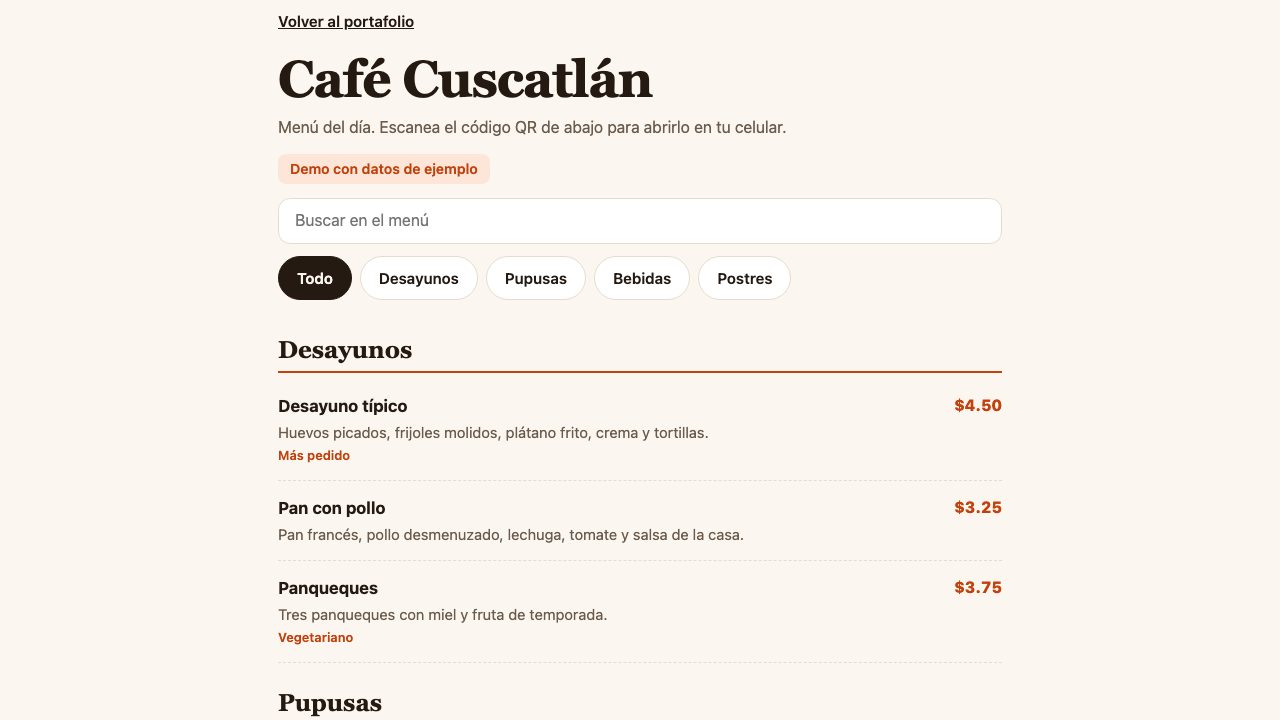 Volver al portafolio
Café Cuscatlán
Menú del día. Escanea el código QR de abajo para abrirlo en tu celular.
Demo con datos de ejemplo
Buscar en el menú
Todo
Desayunos
Pupusas
Bebidas
Postres
Desayunos
Desayuno típico
$4.50
Huevos picados, frijoles molidos, plátano frito, crema y tortillas.
Más pedido
Pan con pollo
$3.25
Pan francés, pollo desmenuzado, lechuga, tomate y salsa de la casa.
Panqueques
$3.75
Tres panqueques con miel y fruta de temporada.
Vegetariano
Pupusas